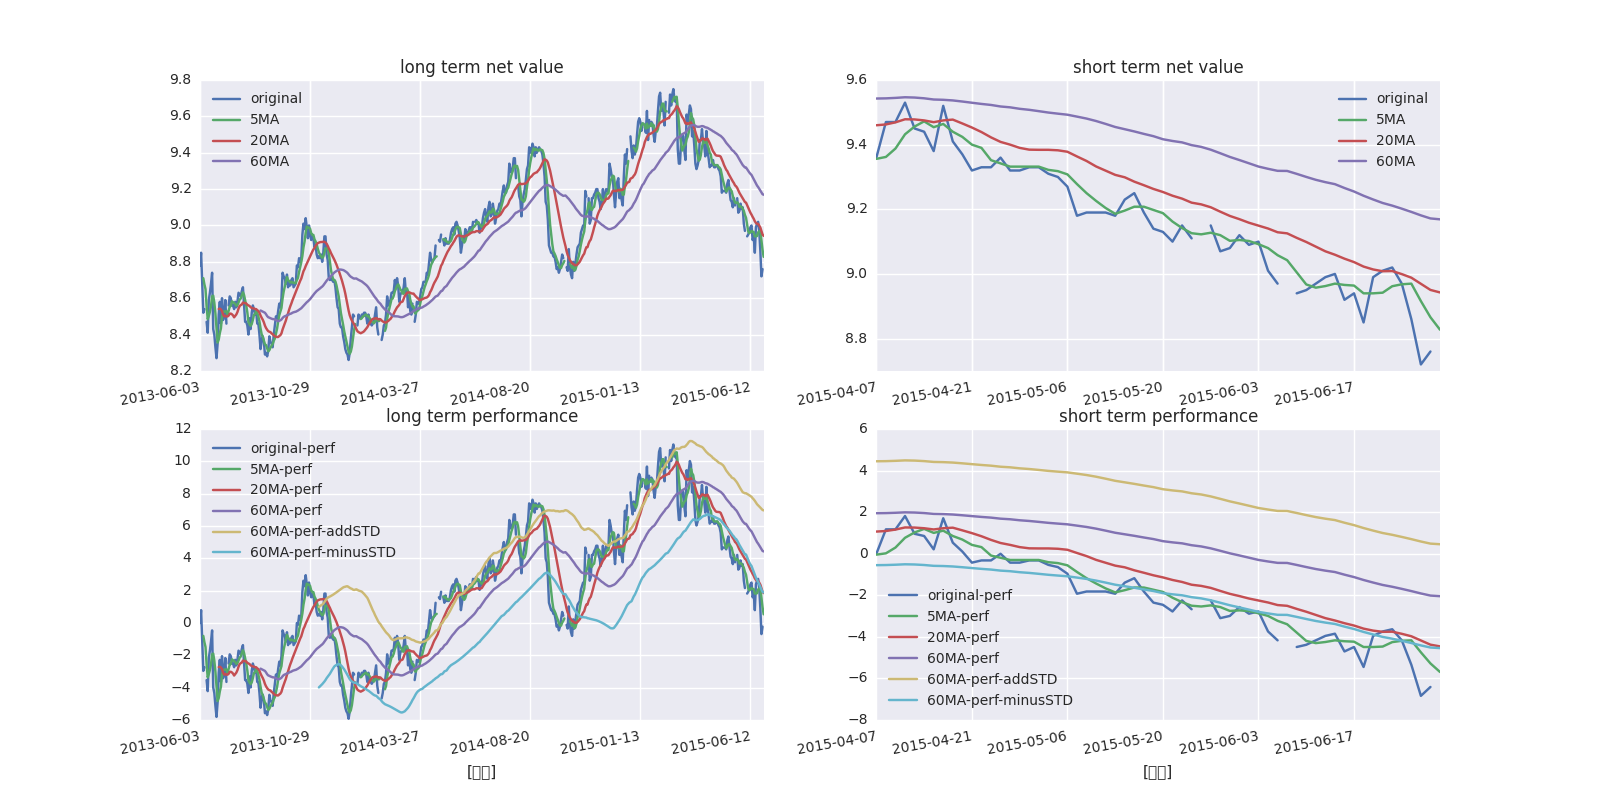 long term net value
9.8
9.6
9.4
9.2
9.0
8.8
8.6
8.4
8.2
original
5MA
20MA
60MA
2013-06-03
2013-10-29
2014-03-27
2014-08-20
2015-01-13
2015-06-12
short term net value
9.6
9.4
9.2
9.0
8.8
original
5MA
20MA
60MA
2015-04-07
2015-04-21
2015-05-06
2015-05-20
2015-06-03
2015-06-17
long term performance
12
10
8
6
4
2
0
−2
−4
−6
original-perf
5MA-perf
20MA-perf
60MA-perf
60MA-perf-addSTD
60MA-perf-minusSTD
2013-06-03
2013-10-29
2014-03-27
2014-08-20
2015-01-13
2015-06-12
[▯▯]
short term performance
6
4
2
0
−2
−4
−6
−8
original-perf
5MA-perf
20MA-perf
60MA-perf
60MA-perf-addSTD
60MA-perf-minusSTD
2015-04-07
2015-04-21
2015-05-06
2015-05-20
2015-06-03
2015-06-17
[▯▯]